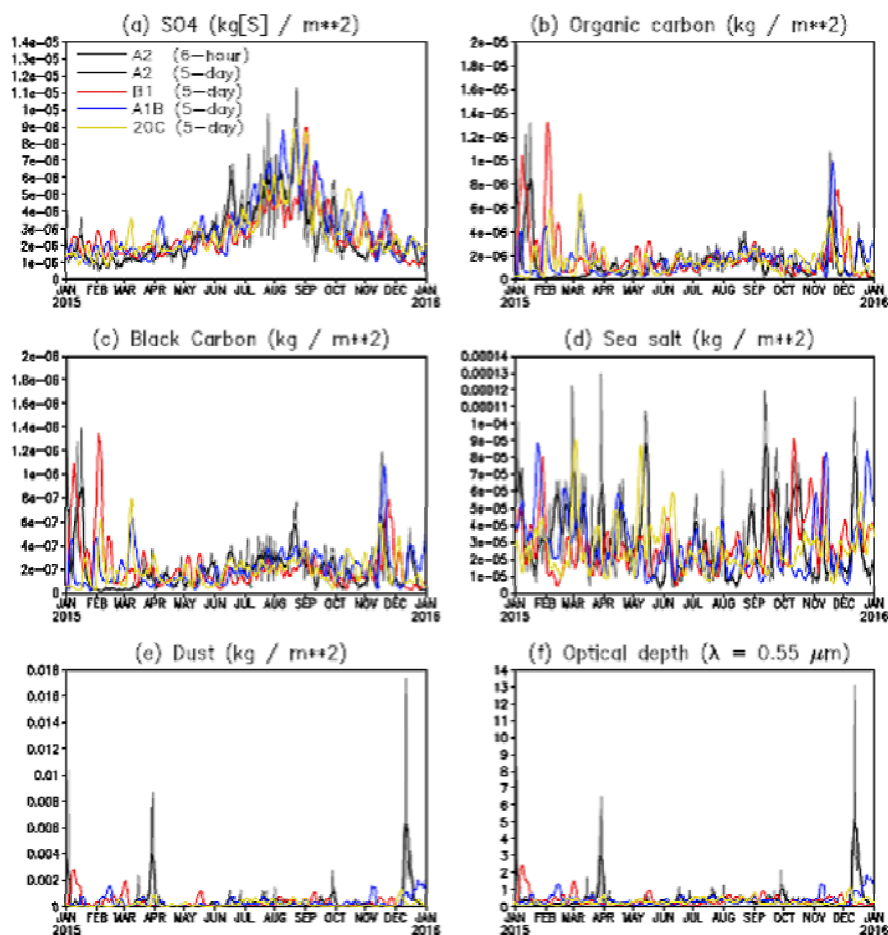 (a) SO4 (kg[S] / m**2)
1.4e-05
1.3e-05
1.2e-05
1.1e-05
1e-05
9e-06
8e-06
7e-06
6e-06
5e-06
4e-06
3e-06
2e-06
1e-06
0
A2 (6-hour)
A2 (5-day)
B1 (5-day)
A1B (5-day)
20C (5-day)
JAN FEB MAR APR MAY JUN JUL AUG SEP OCT NOV DEC JAN
2015 2016
(b) Organic carbon (kg / m**2)
2e-05
1.8e-05
1.6e-05
1.4e-05
1.2e-05
1e-05
8e-06
6e-06
4e-06
2e-06
0
JAN FEB MAR APR MAY JUN JUL AUG SEP OCT NOV DEC JAN
2015 2016
(c) Black Carbon (kg / m**2)
2e-06
1.8e-06
1.6e-06
1.4e-06
1.2e-06
1e-06
8e-07
6e-07
4e-07
2e-07
0
JAN FEB MAR APR MAY JUN JUL AUG SEP OCT NOV DEC JAN
2015 2016
(d) Sea salt (kg / m**2)
0.00014
0.00013
0.00012
0.00011
1e-04
9e-05
8e-05
7e-05
6e-05
5e-05
4e-05
3e-05
2e-05
1e-05
0
JAN FEB MAR APR MAY JUN JUL AUG SEP OCT NOV DEC JAN
2015 2016
(e) Dust (kg / m**2)
0.018
0.016
0.014
0.012
0.01
0.008
0.006
0.004
0.002
0
JAN FEB MAR APR MAY JUN JUL AUG SEP OCT NOV DEC JAN
2015 2016
(f) Optical depth (λ = 0.55 μm)
14
13
12
11
10
9
8
7
6
5
4
3
2
1
0
JAN FEB MAR APR MAY JUN JUL AUG SEP OCT NOV DEC JAN
2015 2016